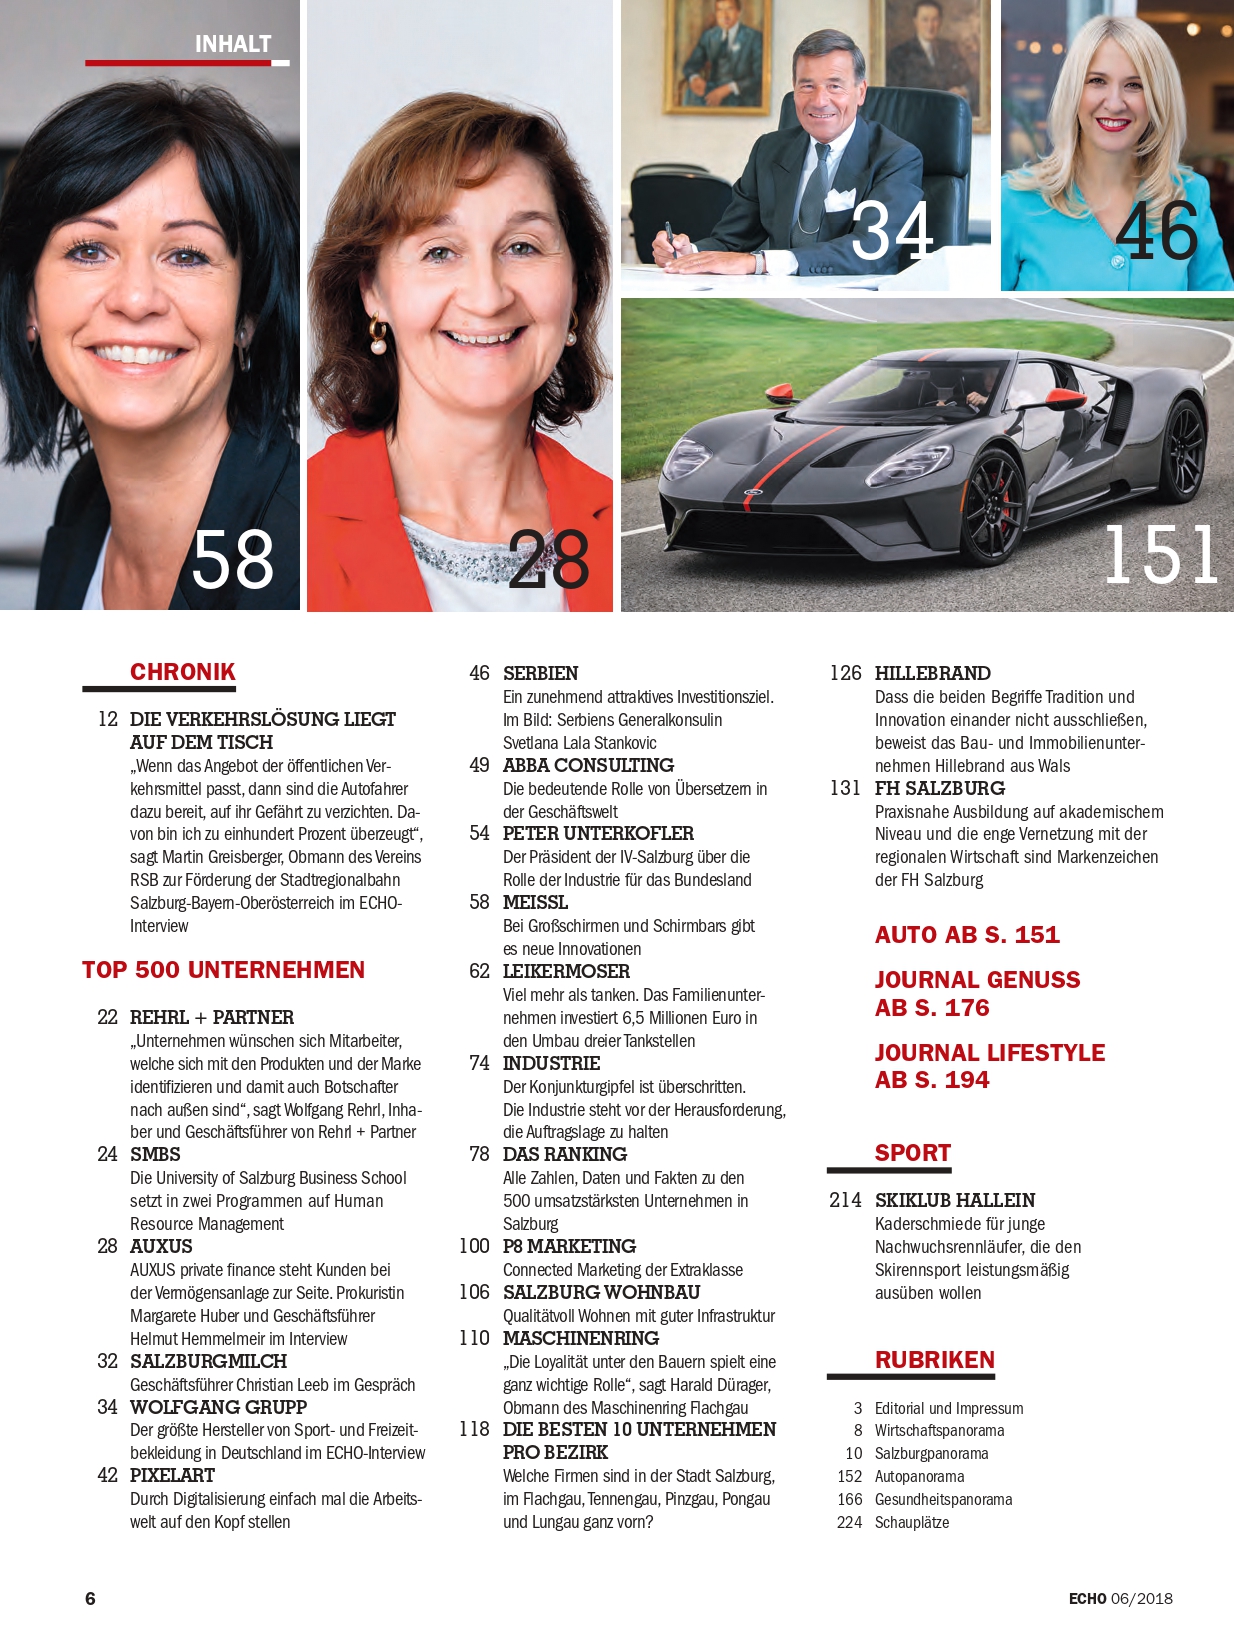 INHALT
58
28
34
46
151
CHRONIK
12 DIE VERKEHRSLÖSUNG LIEGT
AUF DEM TISCH
„Wenn das Angebot der öffentlichen Ver-
kehrsmittel passt, dann sind die Autofahrer
dazu bereit, auf ihr Gefährt zu verzichten. Da-
von bin ich zu einhundert Prozent überzeugt“,
sagt Martin Greisberger, Obmann des Vereins
RSB zur Förderung der Stadtregionalbahn
Salzburg-Bayern-Oberösterreich im ECHO-
Interview
TOP 500 UNTERNEHMEN
22 REHRL + PARTNER
„Unternehmen wünschen sich Mitarbeiter,
welche sich mit den Produkten und der Marke
identifizieren und damit auch Botschafter
nach außen sind“, sagt Wolfgang Rehrl, Inha-
ber und Geschäftsführer von Rehrl + Partner
24 SMBS
Die University of Salzburg Business School
setzt in zwei Programmen auf Human
Resource Management
28 AUXUS
AUXUS private finance steht Kunden bei
der Vermögensanlage zur Seite. Prokuristin
Margarete Huber und Geschäftsführer
Helmut Hemmelmeir im Interview
32 SALZBURGMILCH
Geschäftsführer Christian Leeb im Gespräch
34 WOLFGANG GRUPP
Der größte Hersteller von Sport- und Freizeit-
bekleidung in Deutschland im ECHO-Interview
42 PIXELART
Durch Digitalisierung einfach mal die Arbeits-
welt auf den Kopf stellen
46 SERBIEN
Ein zunehmend attraktives Investitionsziel.
Im Bild: Serbiens Generalkonsulin
Svetlana Lala Stankovic
49 ABBA CONSULTING
Die bedeutende Rolle von Übersetzern in
der Geschäftswelt
54 PETER UNTERKOFLER
Der Präsident der IV-Salzburg über die
Rolle der Industrie für das Bundesland
58 MEISSL
Bei Großschirmen und Schirmbars gibt
es neue Innovationen
62 LEIKERMOSER
Viel mehr als tanken. Das Familienunter-
nehmen investiert 6,5 Millionen Euro in
den Umbau dreier Tankstellen
74 INDUSTRIE
Der Konjunkturgipfel ist überschritten.
Die Industrie steht vor der Herausforderung,
die Auftragslage zu halten
78 DAS RANKING
Alle Zahlen, Daten und Fakten zu den
500 umsatzstärksten Unternehmen in
Salzburg
100 P8 MARKETING
Connected Marketing der Extraklasse
106 SALZBURG WOHNBAU
Qualitätvoll Wohnen mit guter Infrastruktur
110 MASCHINENRING
„Die Loyalität unter den Bauern spielt eine
ganz wichtige Rolle“, sagt Harald Dürager,
Obmann des Maschinenring Flachgau
118 DIE BESTEN 10 UNTERNEHMEN
PRO BEZIRK
Welche Firmen sind in der Stadt Salzburg,
im Flachgau, Tennengau, Pinzgau, Pongau
und Lungau ganz vorn?
126 HILLEBRAND
Dass die beiden Begriffe Tradition und
Innovation einander nicht ausschließen,
beweist das Bau- und Immobilienunter-
nehmen Hillebrand aus Wals
131 FH SALZBURG
Praxisnahe Ausbildung auf akademischem
Niveau und die enge Vernetzung mit der
regionalen Wirtschaft sind Markenzeichen
der FH Salzburg
AUTO AB S. 151
JOURNAL GENUSS
AB S. 176
JOURNAL LIFESTYLE
AB S. 194
SPORT
214 SKIKLUB HALLEIN
Kaderschmiede für junge
Nachwuchsrennläufer, die den
Skirennsport leistungsmäßig
ausüben wollen
RUBRIKEN
3 Editorial und Impressum
8 Wirtschaftspanorama
10 Salzburgpanorama
152 Autopanorama
166 Gesundheitspanorama
224 Schauplätze
6
ECHO 06/2018